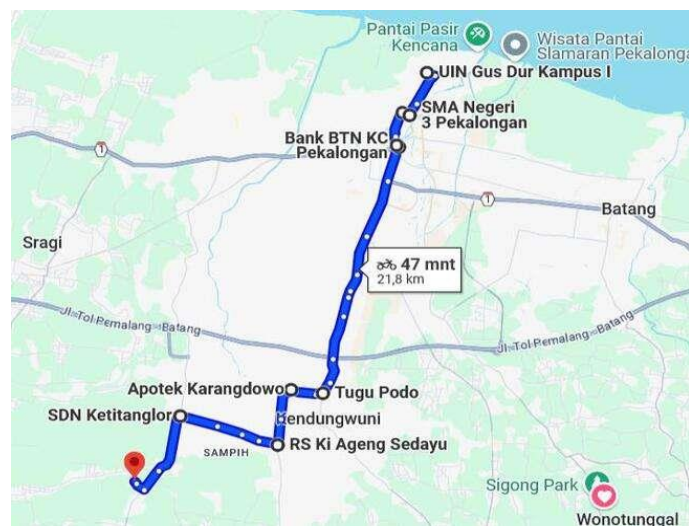 Pantai Pasir
Kencana
Wisata Pantai
Slamaran Pekalongan
UIN Gus Dur Kampus I
SMA Negeri
3 Pekalongan
Bank BTN KC
Pekalongan
1
1
Batang
Sragi
47 mnt
21,8 km
Jl. Tol Pemalang - Batang
Jl. Tol Pemalang - Batang
Apotek Karangdowo
Tugu Podo
SDN Ketitanglor
SAMPIH
RS Ki Ageng Sedayu
Sigong Park
Wonotunggal